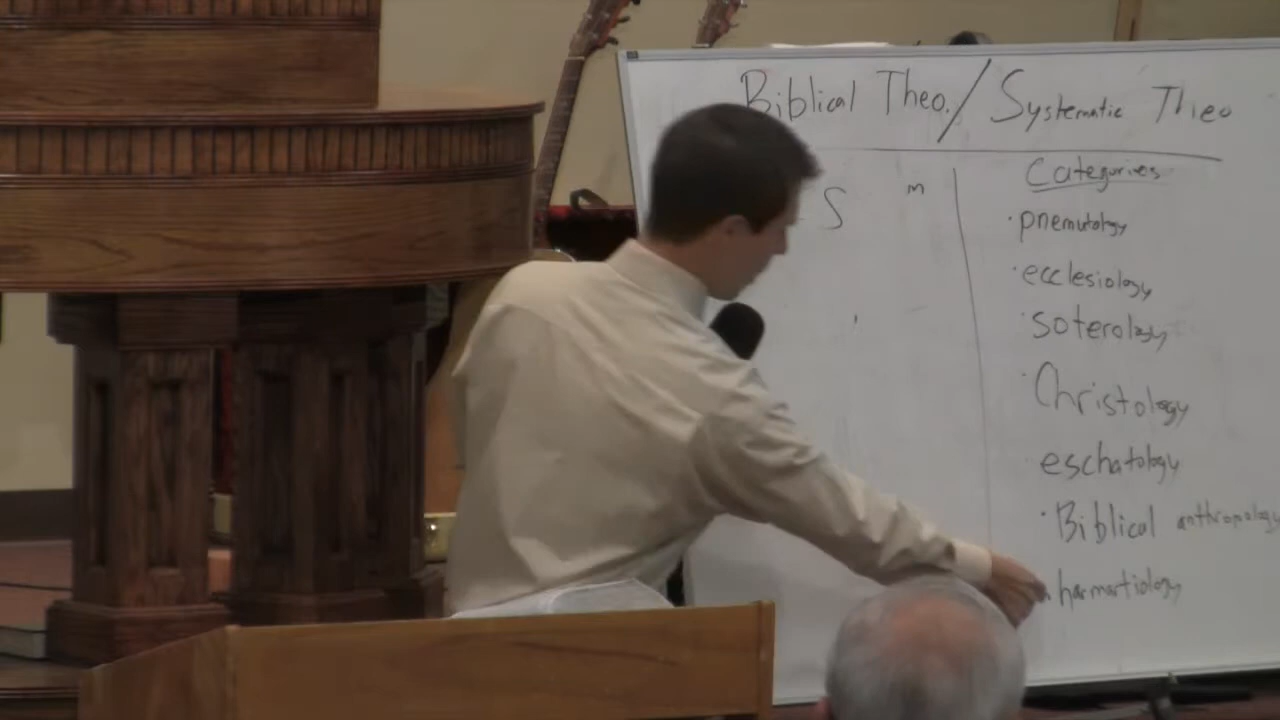 Biblical Theo. / Systematic Theo
S m
Categories
· pnemutology
· ecclesiology
· soterology
· Christology
eschatology
· Biblical anthropology
harmartiology